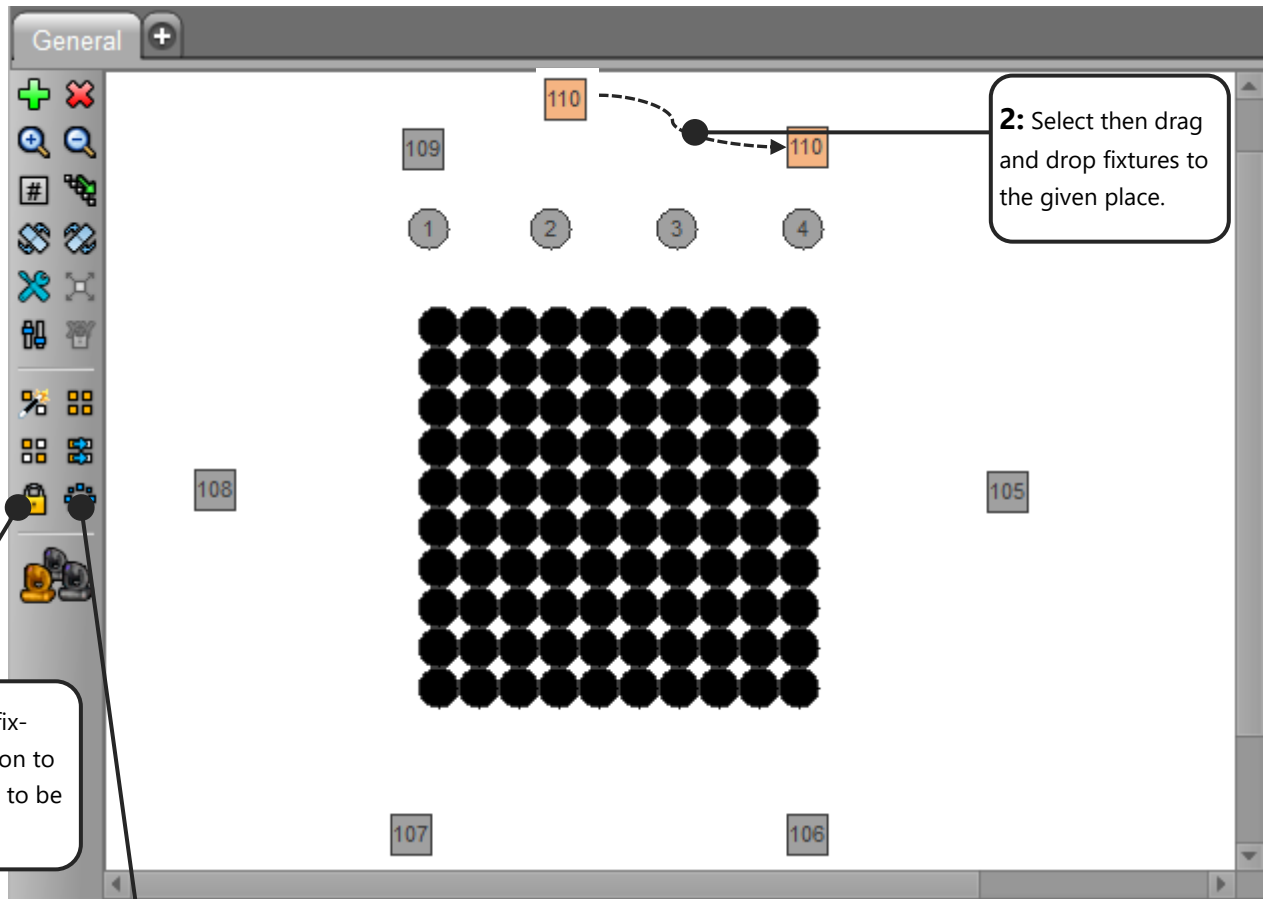 General
110
109
110
2: Select then drag
and drop fixtures to
the given place.
#
1 2 3 4
108
105
fix-
on to
to be
107
106